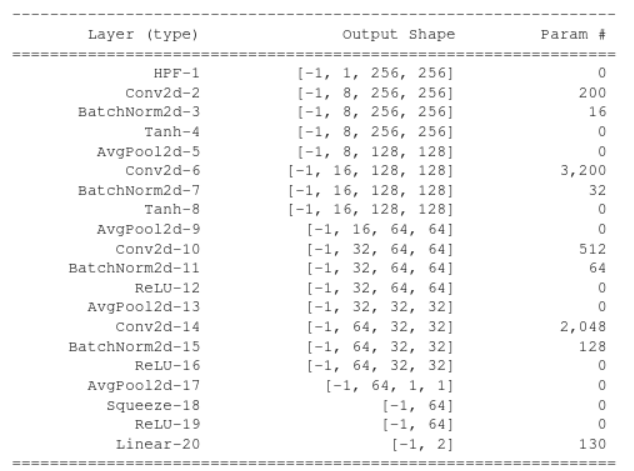 ----------------------------------------------------------------
Layer (type) Output Shape Param #
================================================================
HPF-1 [-1, 1, 256, 256] 0
Conv2d-2 [-1, 8, 256, 256] 200
BatchNorm2d-3 [-1, 8, 256, 256] 16
Tanh-4 [-1, 8, 256, 256] 0
AvgPool2d-5 [-1, 8, 128, 128] 0
Conv2d-6 [-1, 16, 128, 128] 3,200
BatchNorm2d-7 [-1, 16, 128, 128] 32
Tanh-8 [-1, 16, 128, 128] 0
AvgPool2d-9 [-1, 16, 64, 64] 0
Conv2d-10 [-1, 32, 64, 64] 512
BatchNorm2d-11 [-1, 32, 64, 64] 64
ReLU-12 [-1, 32, 64, 64] 0
AvgPool2d-13 [-1, 32, 32, 32] 0
Conv2d-14 [-1, 64, 32, 32] 2,048
BatchNorm2d-15 [-1, 64, 32, 32] 128
ReLU-16 [-1, 64, 32, 32] 0
AvgPool2d-17 [-1, 64, 1, 1] 0
Squeeze-18 [-1, 64] 0
ReLU-19 [-1, 64] 0
Linear-20 [-1, 2] 130
================================================================